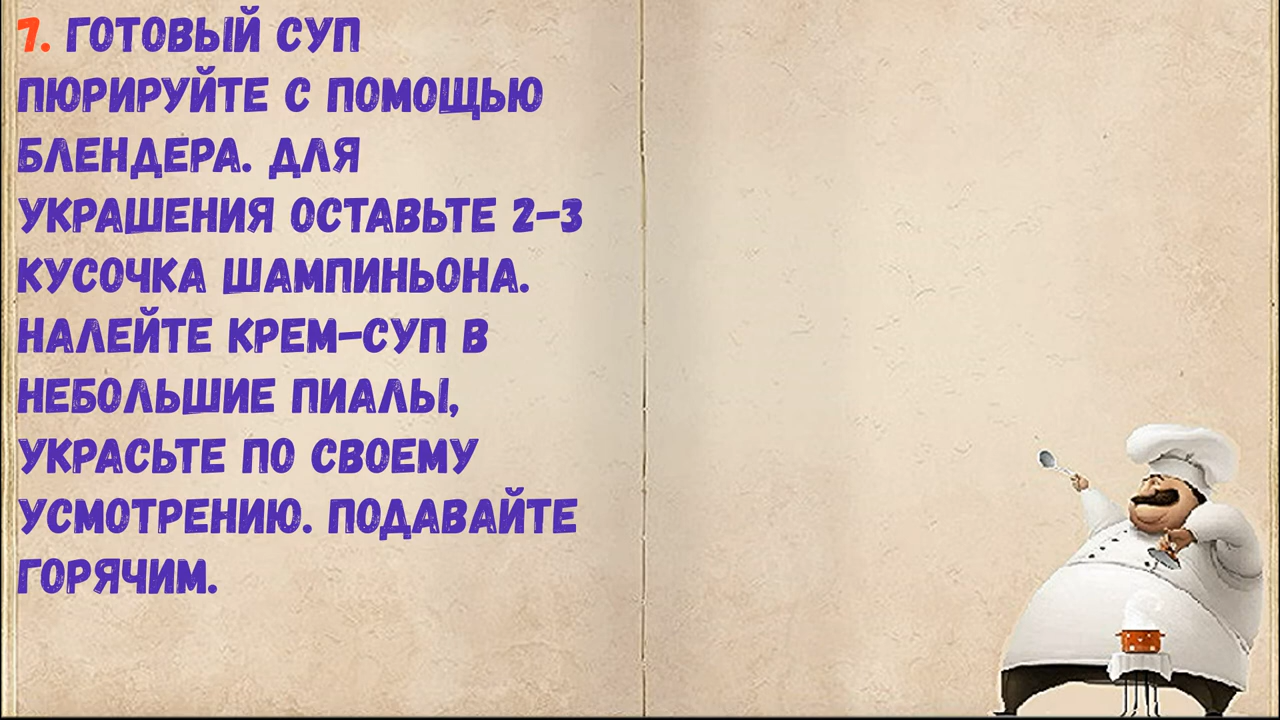 7. ГОТОВЫЙ СУП
ПЮРИРУЙТЕ С ПОМОЩЬЮ
БЛЕНДЕРА. ДЛЯ
УКРАШЕНИЯ ОСТАВЬТЕ 2-3
КУСОЧКА ШАМПИНЬОНА.
НАЛЕЙТЕ КРЕМ-СУП В
НЕБОЛЬШИЕ ПИАЛЫ,
УКРАСЬТЕ ПО СВОЕМУ
УСМОТРЕНИЮ. ПОДАВАЙТЕ
ГОРЯЧИМ.